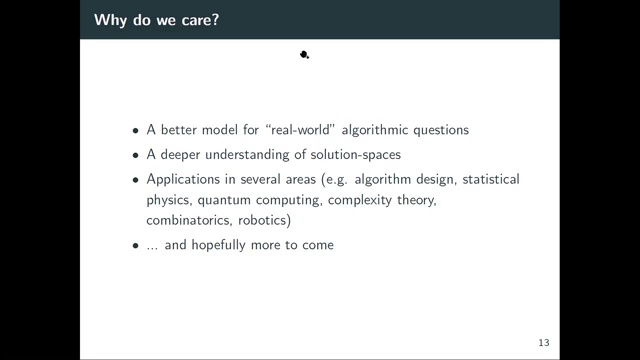 Why do we care?
• A better model for “real-world” algorithmic questions
• A deeper understanding of solution-spaces
• Applications in several areas (e.g. algorithm design, statistical
physics, quantum computing, complexity theory,
combinatorics, robotics)
• ... and hopefully more to come
13